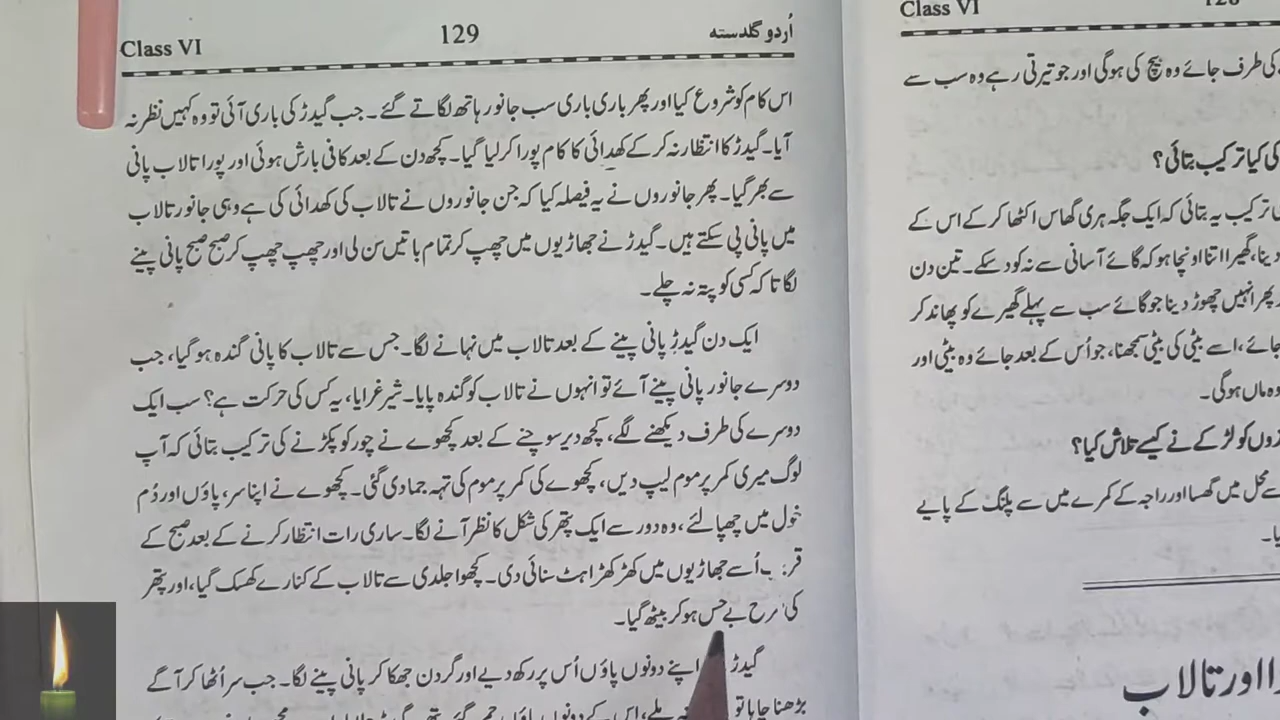 Class VI 129 اُردو گلدستہ
اس کام کو شروع کیا اور پھر باری باری سب جانور ہاتھ لگاتے گئے۔ جب گیدڑ کی باری آئی تو وہ کہیں نظر نہ
آیا۔ گیدڑ کا انتظار نہ کر کے کھدائی کا کام پورا کر لیا گیا۔ کچھ دن کے بعد کافی بارش ہوئی اور پورا تالاب پانی
سے بھر گیا۔ پھر جانوروں نے یہ فیصلہ کیا کہ جن جانوروں نے تالاب کی کھدائی کی ہے وہی جانور تالاب
میں پانی پی سکتے ہیں۔ گیدڑ نے جھاڑیوں میں چھپ کر تمام باتیں سن لی اور چھپ چھپ کر صبح صبح پانی پینے
لگا تا کہ کسی کو پتہ نہ چلے۔
ایک دن گیدڑ پانی پینے کے بعد تالاب میں نہانے لگا۔ جس سے تالاب کا پانی گندہ ہو گیا، جب
دوسرے جانور پانی پینے آئے تو انہوں نے تالاب کو گندہ پایا۔ شیر غرایا، یہ کس کی حرکت ہے؟ سب ایک
دوسرے کی طرف دیکھنے لگے، کچھ دیر سوچنے کے بعد کچھوے نے چور کو پکڑنے کی ترکیب بتائی کہ آپ
لوگ میری کمر پر موم لیپ دیں، کچھوے کی کمر پر موم کی تہہ جما دی گئی۔ کچھوے نے اپنا سر، پاؤں اور دُم
خول میں چھپا لئے، وہ دور سے ایک پتھر کی شکل کا نظر آنے لگا۔ ساری رات انتظار کرنے کے بعد صبح کے
اُسے جھاڑیوں میں کھڑکھڑاہٹ سنائی دی۔ کچھوا جلدی سے تالاب کے کنارے کھسک گیا، اور پتھر
کی بے حس ہو کر بیٹھ گیا۔
گیدڑ اپنے دونوں پاؤں اُس پر رکھ دیے اور گردن جھکا کر پانی پینے لگا۔ جب سر اُٹھا کر آگے
بڑھنا چاہا تو
Class VI
کی طرف جائے وہ بیچ کی ہوگی اور جو تیرتی رہے وہ سب سے
کی کیا ترکیب بتائی؟
ترکیب یہ بتائی کہ ایک جگہ ہری گھاس اکٹھا کر کے اس کے
دینا، گھیرا اتنا اونچا ہو کہ گائے آسانی سے نہ کود سکے۔ تین دن
پھر انہیں چھوڑ دینا جو گائے سب سے پہلے گھیرے کو پھاند کر
جائے، اسے بیٹی کی بیٹی سمجھنا، جو اُس کے بعد جائے وہ بیٹی اور
وہ ماں ہوگی۔
کو لڑکے نے کیسے تلاش کیا؟
محل میں گھسا اور راجہ کے کمرے میں سے پلنگ کے پایے
اور تالاب